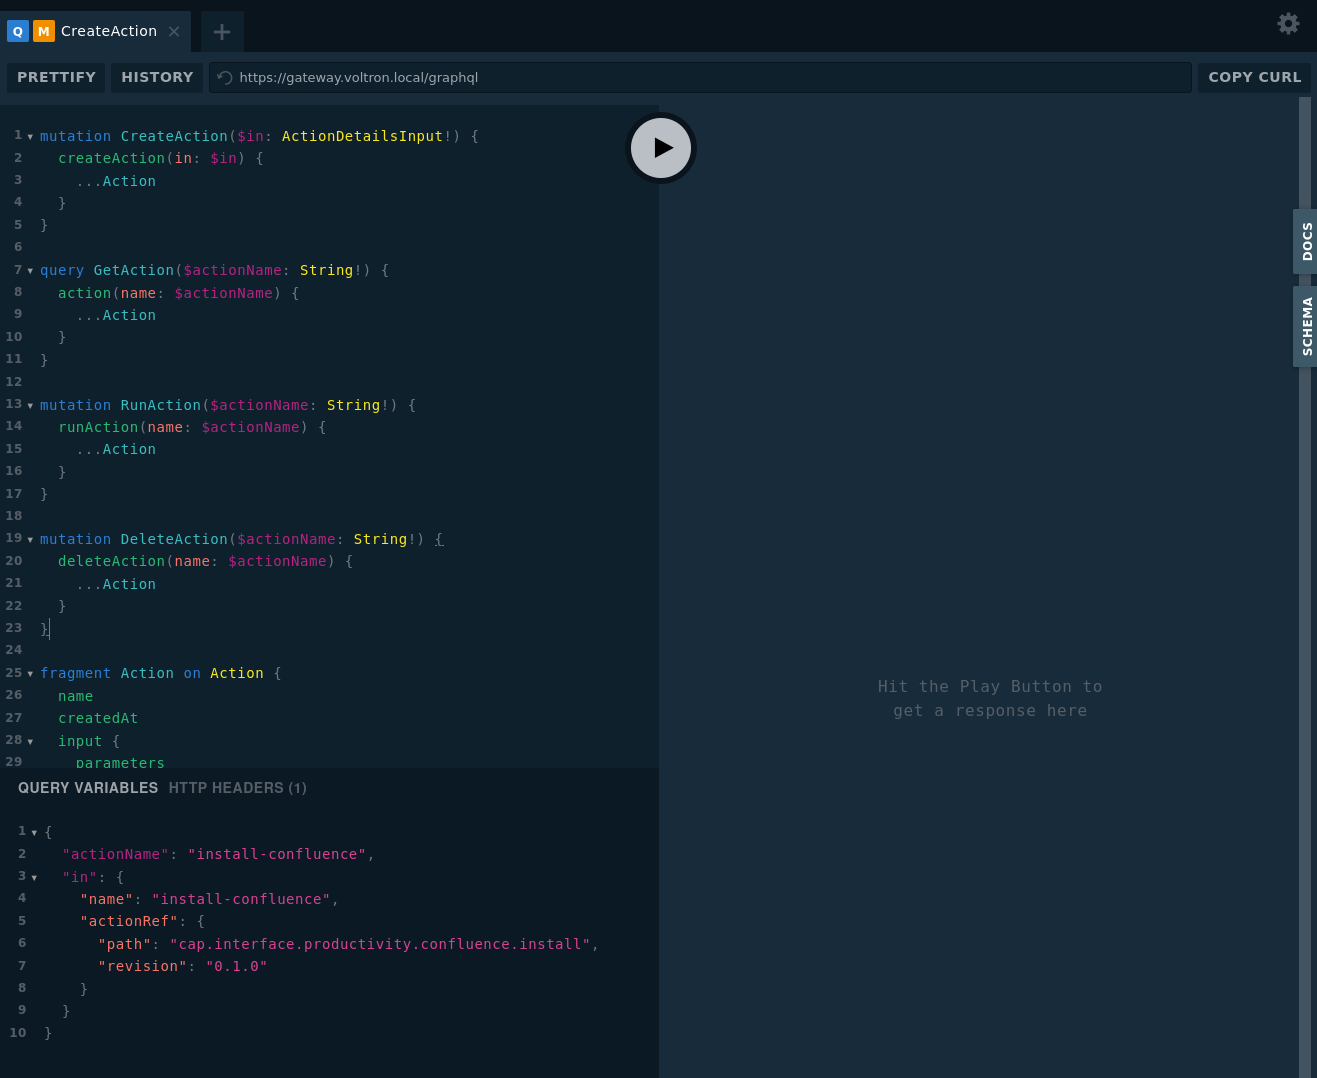 Q M CreateAction × +
PRETTIFY HISTORY https://gateway.voltron.local/graphql COPY CURL
1 ▾ mutation CreateAction($in: ActionDetailsInput!) {
2   createAction(in: $in) {
3     ...Action
4   }
5 }
6
7 ▾ query GetAction($actionName: String!) {
8   action(name: $actionName) {
9     ...Action
10   }
11 }
12
13 ▾ mutation RunAction($actionName: String!) {
14   runAction(name: $actionName) {
15     ...Action
16   }
17 }
18
19 ▾ mutation DeleteAction($actionName: String!) {
20   deleteAction(name: $actionName) {
21     ...Action
22   }
23 }
24
25 ▾ fragment Action on Action {
26   name
27   createdAt
28 ▾   input {
29     parameters
QUERY VARIABLES HTTP HEADERS (1)
1 ▾ {
2   "actionName": "install-confluence",
3 ▾   "in": {
4     "name": "install-confluence",
5     "actionRef": {
6       "path": "cap.interface.productivity.confluence.install",
7       "revision": "0.1.0"
8     }
9   }
10 }
Hit the Play Button to
get a response here
DOCS
SCHEMA